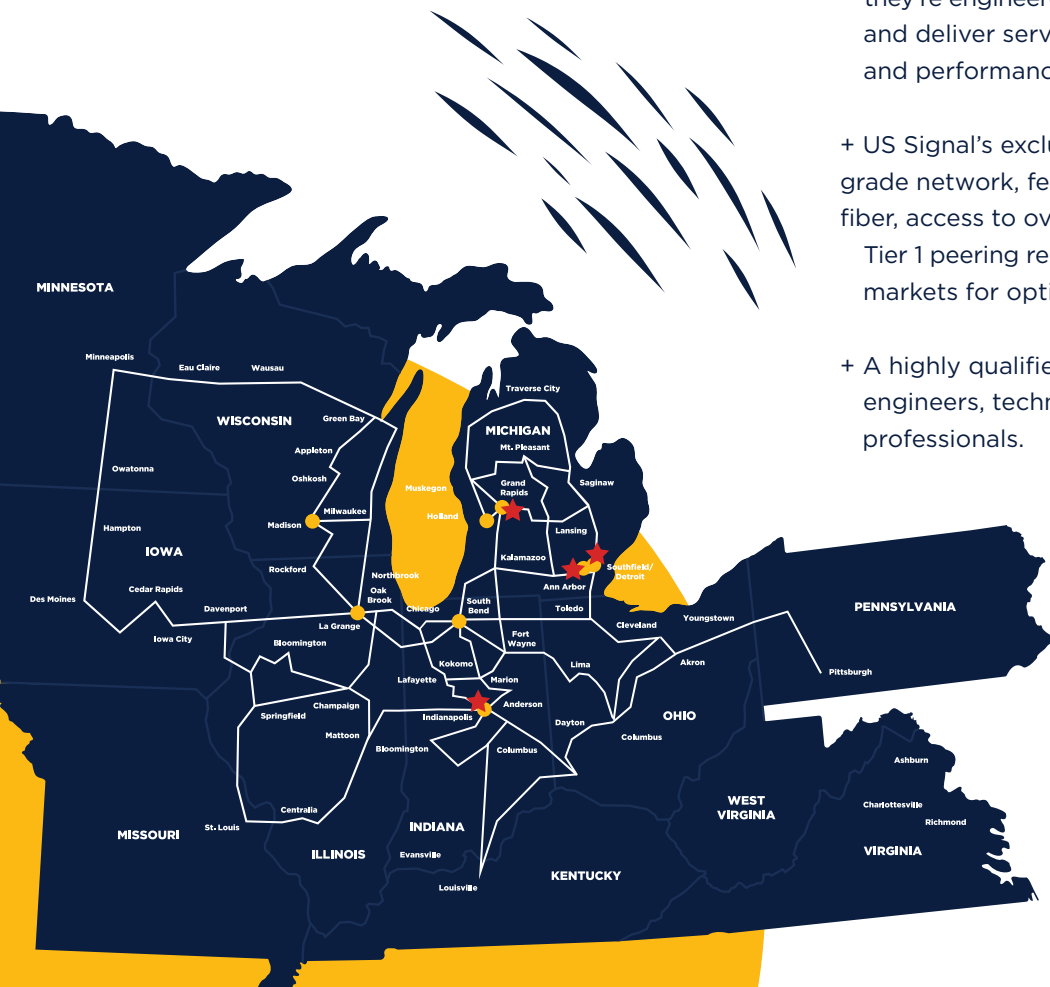 they're engineer
and deliver serv
and performanc
+ US Signal's exclu
grade network, fe
fiber, access to ov
Tier 1 peering re
markets for opti
+ A highly qualifie
engineers, techn
professionals.
MINNESOTA
Minneapolis
Eau Claire
Wausau
WISCONSIN
Green Bay
Appleton
Oshkosh
Owatonna
Milwaukee
Madison
Hampton
IOWA
Rockford
Cedar Rapids
Des Moines
Davenport
Iowa City
Northbrook
Oak
Brook
La Grange
Chicago
Bloomington
Champaign
Springfield
Mattoon
Centralia
MISSOURI
St. Louis
ILLINOIS
Traverse City
MICHIGAN
Mt. Pleasant
Grand
Rapids
Saginaw
Muskegon
Holland
Lansing
Kalamazoo
Southfield/
Detroit
Ann Arbor
South
Bend
Toledo
Cleveland
Youngstown
Fort
Wayne
Kokomo
Lima
Akron
Lafayette
Marion
Anderson
Indianapolis
Dayton
OHIO
Columbus
Bloomington
Columbus
INDIANA
Evansville
Louisville
KENTUCKY
PENNSYLVANIA
Pittsburgh
WEST
VIRGINIA
Ashburn
Charlottesville
Richmond
VIRGINIA